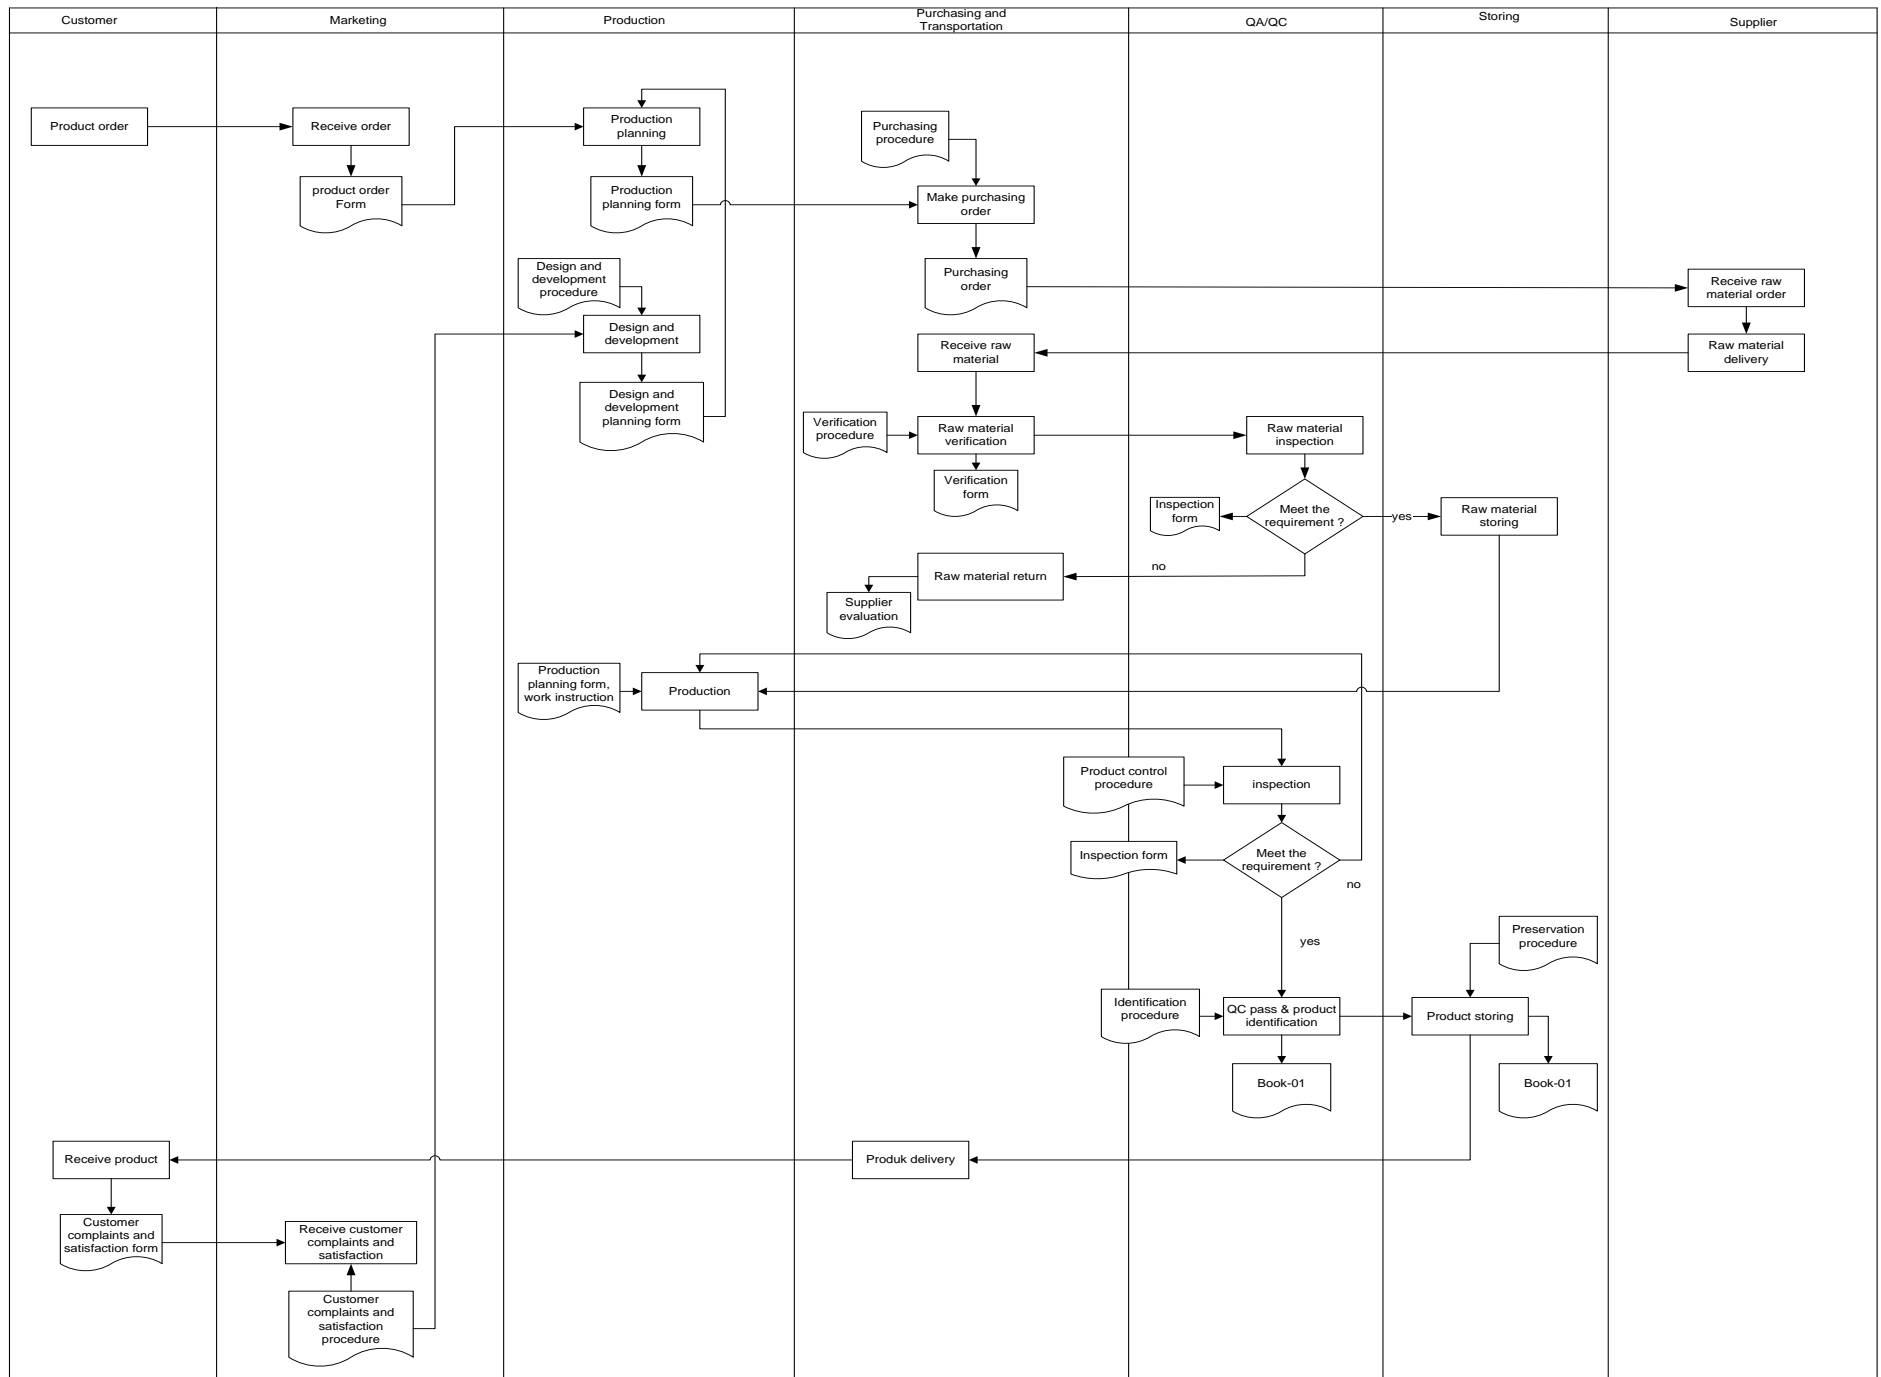 Customer
Marketing
Production
Purchasing and
Transportation
QA/QC
Storing
Supplier
Product order
Receive order
Production
planning
Purchasing
procedure
product order
Form
Production
planning form
Make purchasing
order
Design and
development
procedure
Purchasing
order
Receive raw
material order
Design and
development
Receive raw
material
Raw material
delivery
Design and
development
planning form
Verification
procedure
Raw material
verification
Raw material
inspection
Verification
form
Inspection
form
Meet the
requirement ?
yes
Raw material
storing
no
Raw material return
Supplier
evaluation
Production
planning form,
work instruction
Production
Product control
procedure
inspection
Inspection form
Meet the
requirement ?
no
yes
Preservation
procedure
Identification
procedure
QC pass & product
identification
Product storing
Book-01
Book-01
Receive product
Produk delivery
Customer
complaints and
satisfaction form
Receive customer
complaints and
satisfaction
Customer
complaints and
satisfaction
procedure